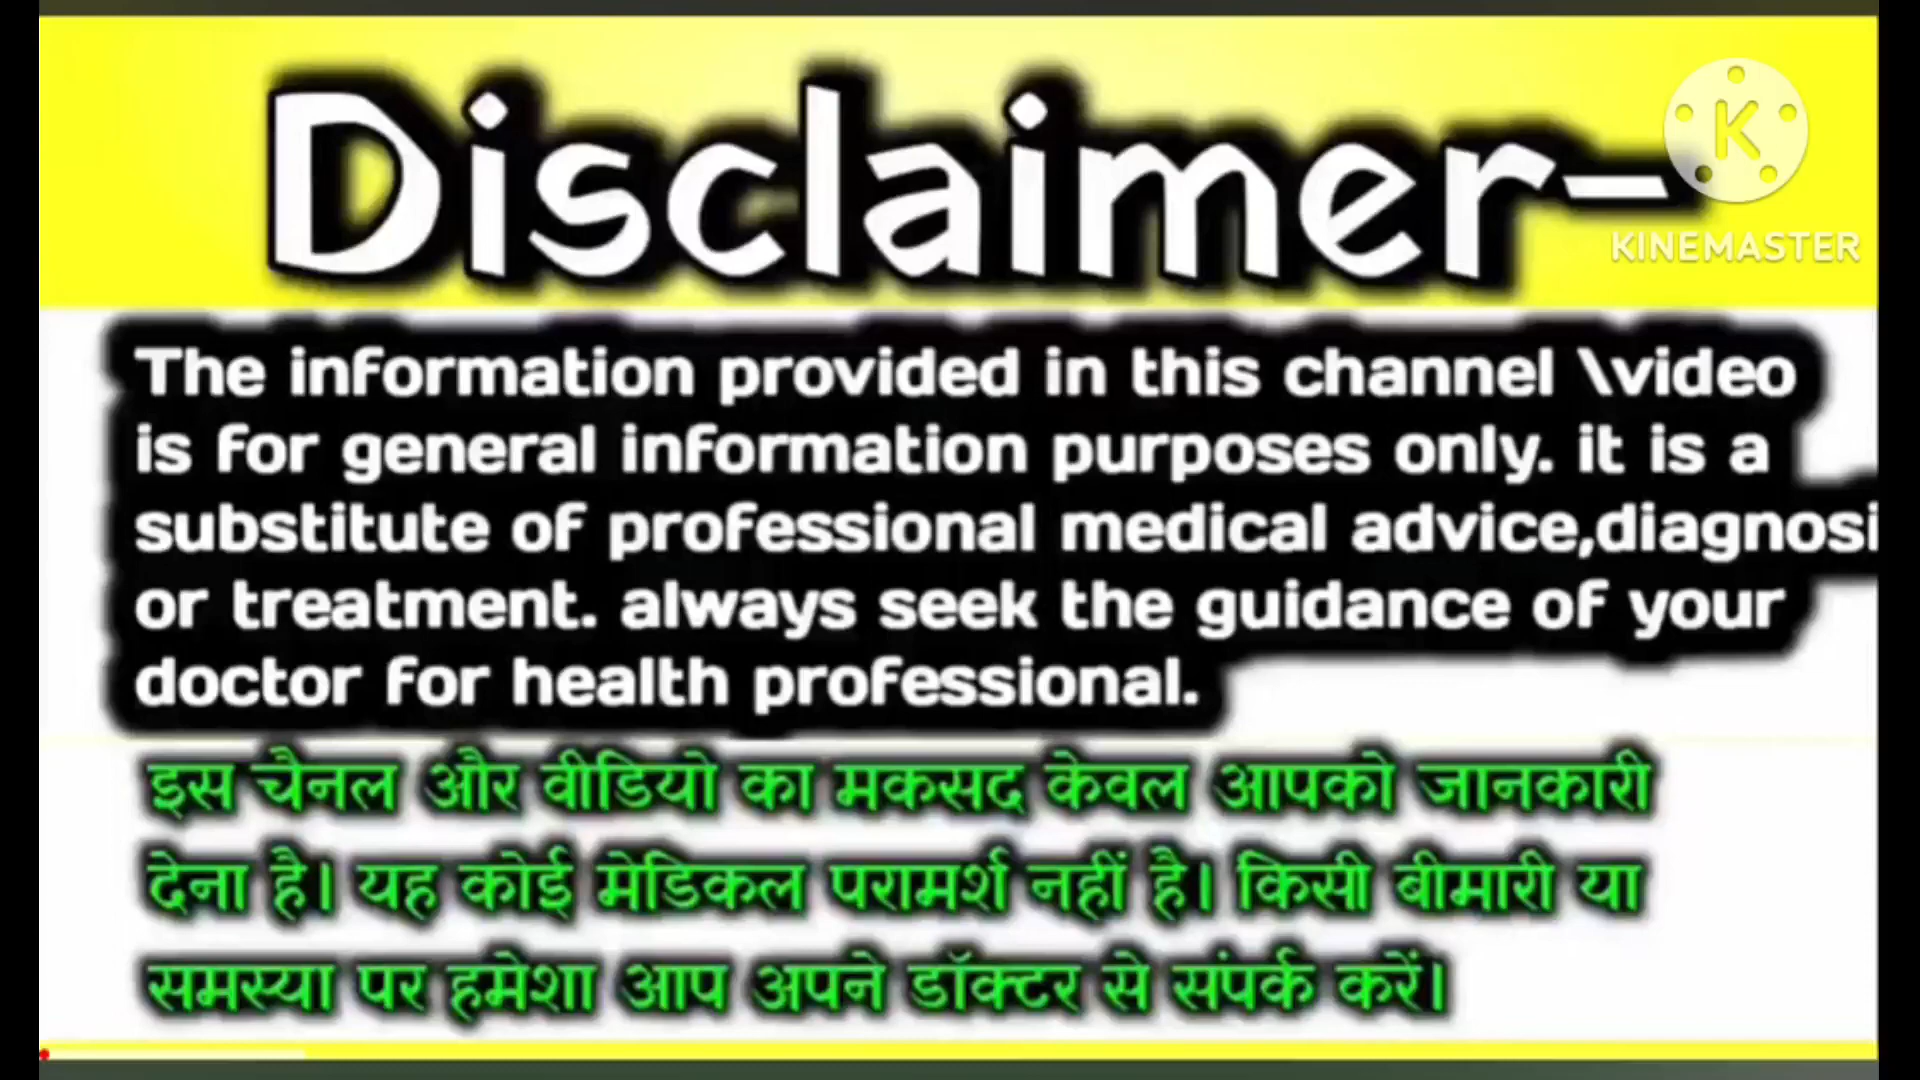 Disclaimer-
KINEMASTER
The information provided in this channel \video
is for general information purposes only. it is a
substitute of professional medical advice,diagnosi
or treatment. always seek the guidance of your
doctor for health professional.
इस चैनल और वीडियो का मकसद केवल आपको जानकारी
देना है। यह कोई मेडिकल परामर्श नहीं है। किसी बीमारी या
समस्या पर हमेशा आप अपने डॉक्टर से संपर्क करें।